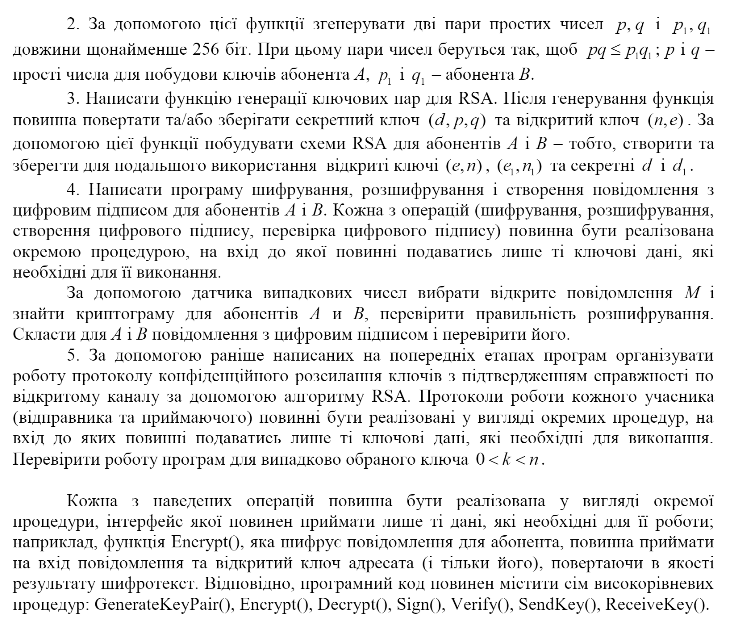 2. За допомогою цієї функції згенерувати дві пари простих чисел p, q і p₁, q₁
довжини щонайменше 256 біт. При цьому пари чисел беруться так, щоб pq ≤ p₁q₁ ; p і q –
прості числа для побудови ключів абонента A, p₁ і q₁ – абонента B.
3. Написати функцію генерації ключових пар для RSA. Після генерування функція
повинна повертати та/або зберігати секретний ключ (d, p, q) та відкритий ключ (n, e) . За
допомогою цієї функції побудувати схеми RSA для абонентів A і B – тобто, створити та
зберегти для подальшого використання відкриті ключі (e, n) , (e₁, n₁) та секретні d і d₁ .
4. Написати програму шифрування, розшифрування і створення повідомлення з
цифровим підписом для абонентів A і B. Кожна з операцій (шифрування, розшифрування,
створення цифрового підпису, перевірка цифрового підпису) повинна бути реалізована
окремою процедурою, на вхід до якої повинні подаватись лише ті ключові дані, які
необхідні для її виконання.
За допомогою датчика випадкових чисел вибрати відкрите повідомлення M і
знайти криптограму для абонентів A и B, перевірити правильність розшифрування.
Скласти для A і B повідомлення з цифровим підписом і перевірити його.
5. За допомогою раніше написаних на попередніх етапах програм організувати
роботу протоколу конфіденційного розсилання ключів з підтвердженням справжності по
відкритому каналу за допомогою алгоритму RSA. Протоколи роботи кожного учасника
(відправника та приймаючого) повинні бути реалізовані у вигляді окремих процедур, на
вхід до яких повинні подаватись лише ті ключові дані, які необхідні для виконання.
Перевірити роботу програм для випадково обраного ключа 0 < k < n .
Кожна з наведених операцій повинна бути реалізована у вигляді окремої
процедури, інтерфейс якої повинен приймати лише ті дані, які необхідні для її роботи;
наприклад, функція Encrypt(), яка шифрує повідомлення для абонента, повинна приймати
на вхід повідомлення та відкритий ключ адресата (і тільки його), повертаючи в якості
результату шифротекст. Відповідно, програмний код повинен містити сім високорівневих
процедур: GenerateKeyPair(), Encrypt(), Decrypt(), Sign(), Verify(), SendKey(), ReceiveKey().